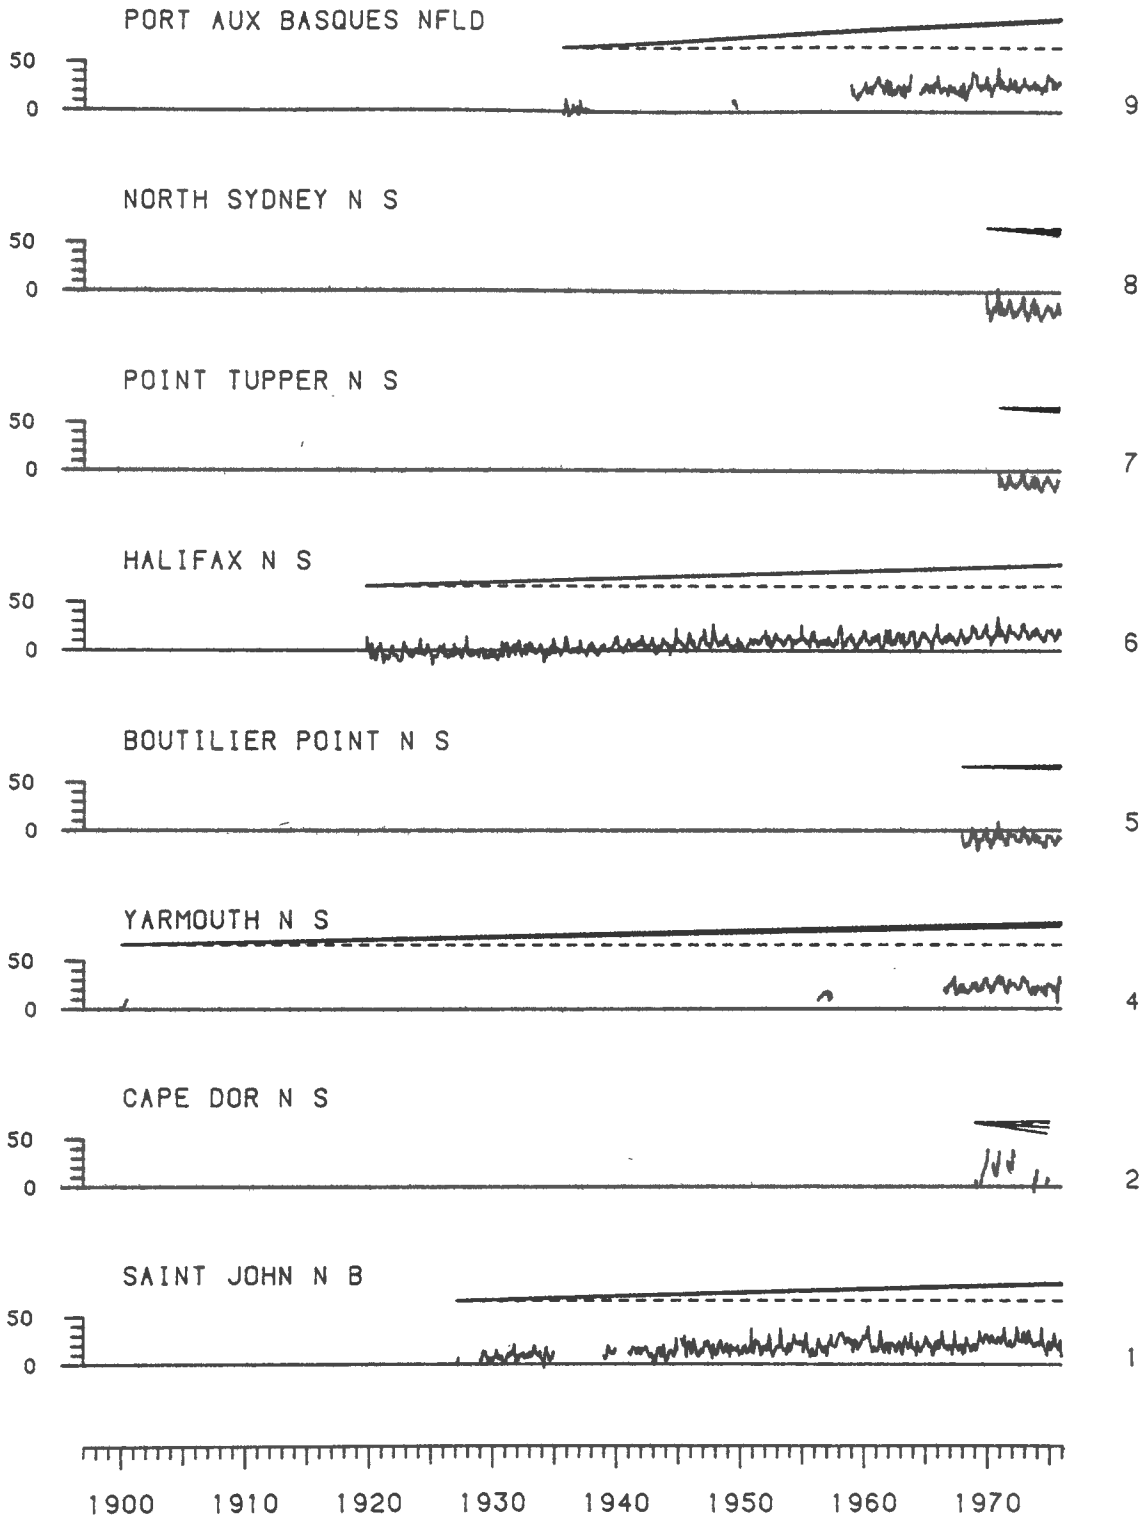 PORT AUX BASQUES NFLD
50
0
9
NORTH SYDNEY N S
50
0
8
POINT TUPPER N S
50
0
7
HALIFAX N S
50
0
6
BOUTILIER POINT N S
50
0
5
YARMOUTH N S
50
0
4
CAPE DOR N S
50
0
2
SAINT JOHN N B
50
0
1
1900 1910 1920 1930 1940 1950 1960 1970